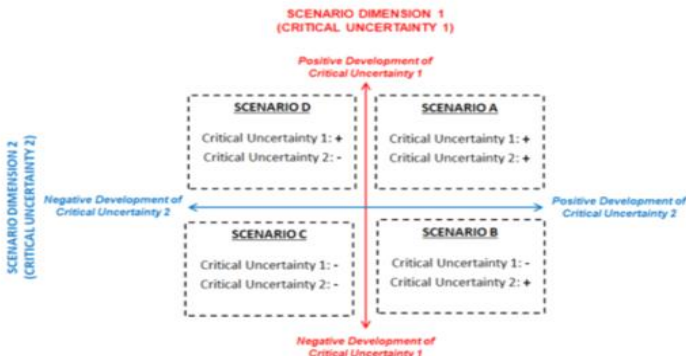 SCENARIO DIMENSION 1
(CRITICAL UNCERTAINTY 1)
Positive Development of
Critical Uncertainty 1
SCENARIO D
Critical Uncertainty 1: +
Critical Uncertainty 2: -
SCENARIO A
Critical Uncertainty 1: +
Critical Uncertainty 2: +
SCENARIO DIMENSION 2
(CRITICAL UNCERTAINTY 2)
Negative Development of
Critical Uncertainty 2
Positive Development of
Critical Uncertainty 2
SCENARIO C
Critical Uncertainty 1: -
Critical Uncertainty 2: -
SCENARIO B
Critical Uncertainty 1: -
Critical Uncertainty 2: +
Negative Development of
Critical Uncertainty 1